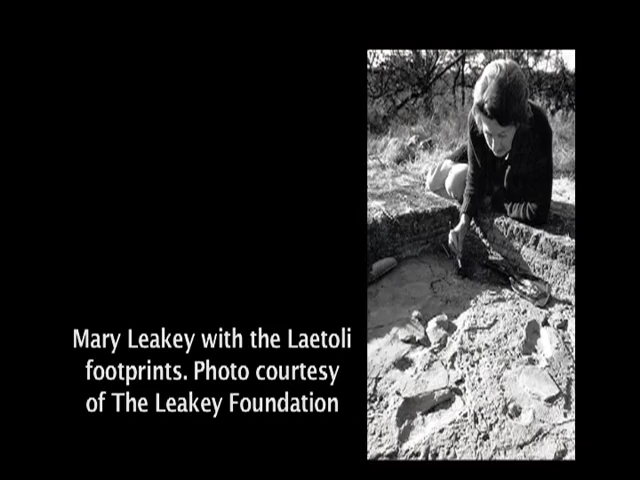 Mary Leakey with the Laetoli
footprints. Photo courtesy
of The Leakey Foundation